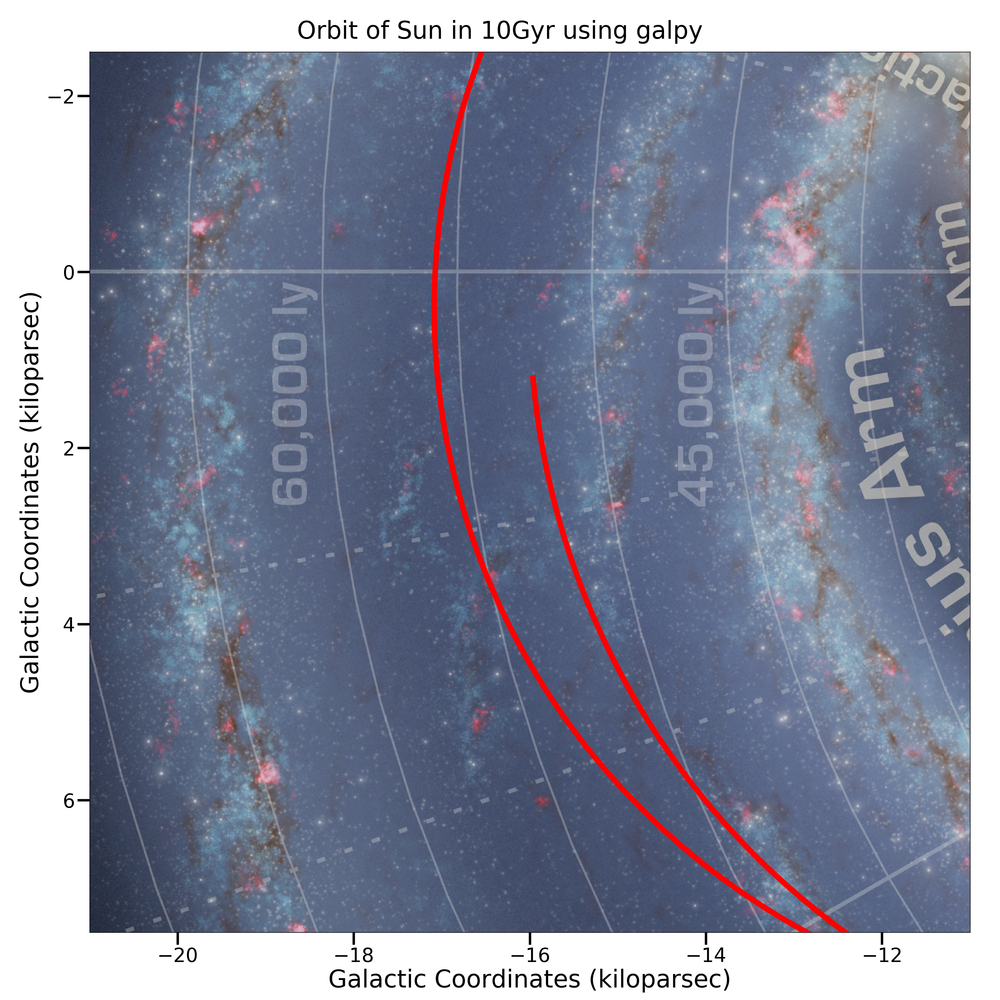 Orbit of Sun in 10Gyr using galpy
Galactic Coordinates (kiloparsec)
−2
0
2
4
6
60,000 ly
45,000 ly
Arm
−20
−18
−16
−14
−12
Galactic Coordinates (kiloparsec)